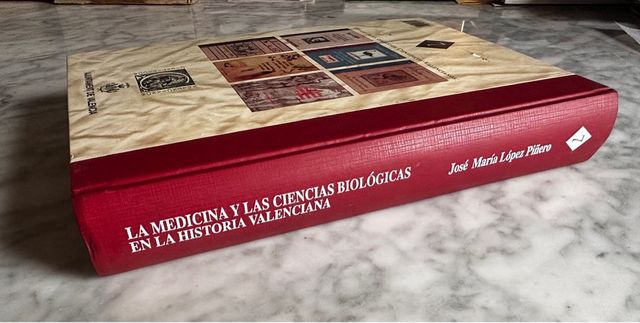 LA MEDICINA Y LAS CIENCIAS BIOLÓGICAS
EN LA HISTORIA VALENCIANA
José María López Piñero